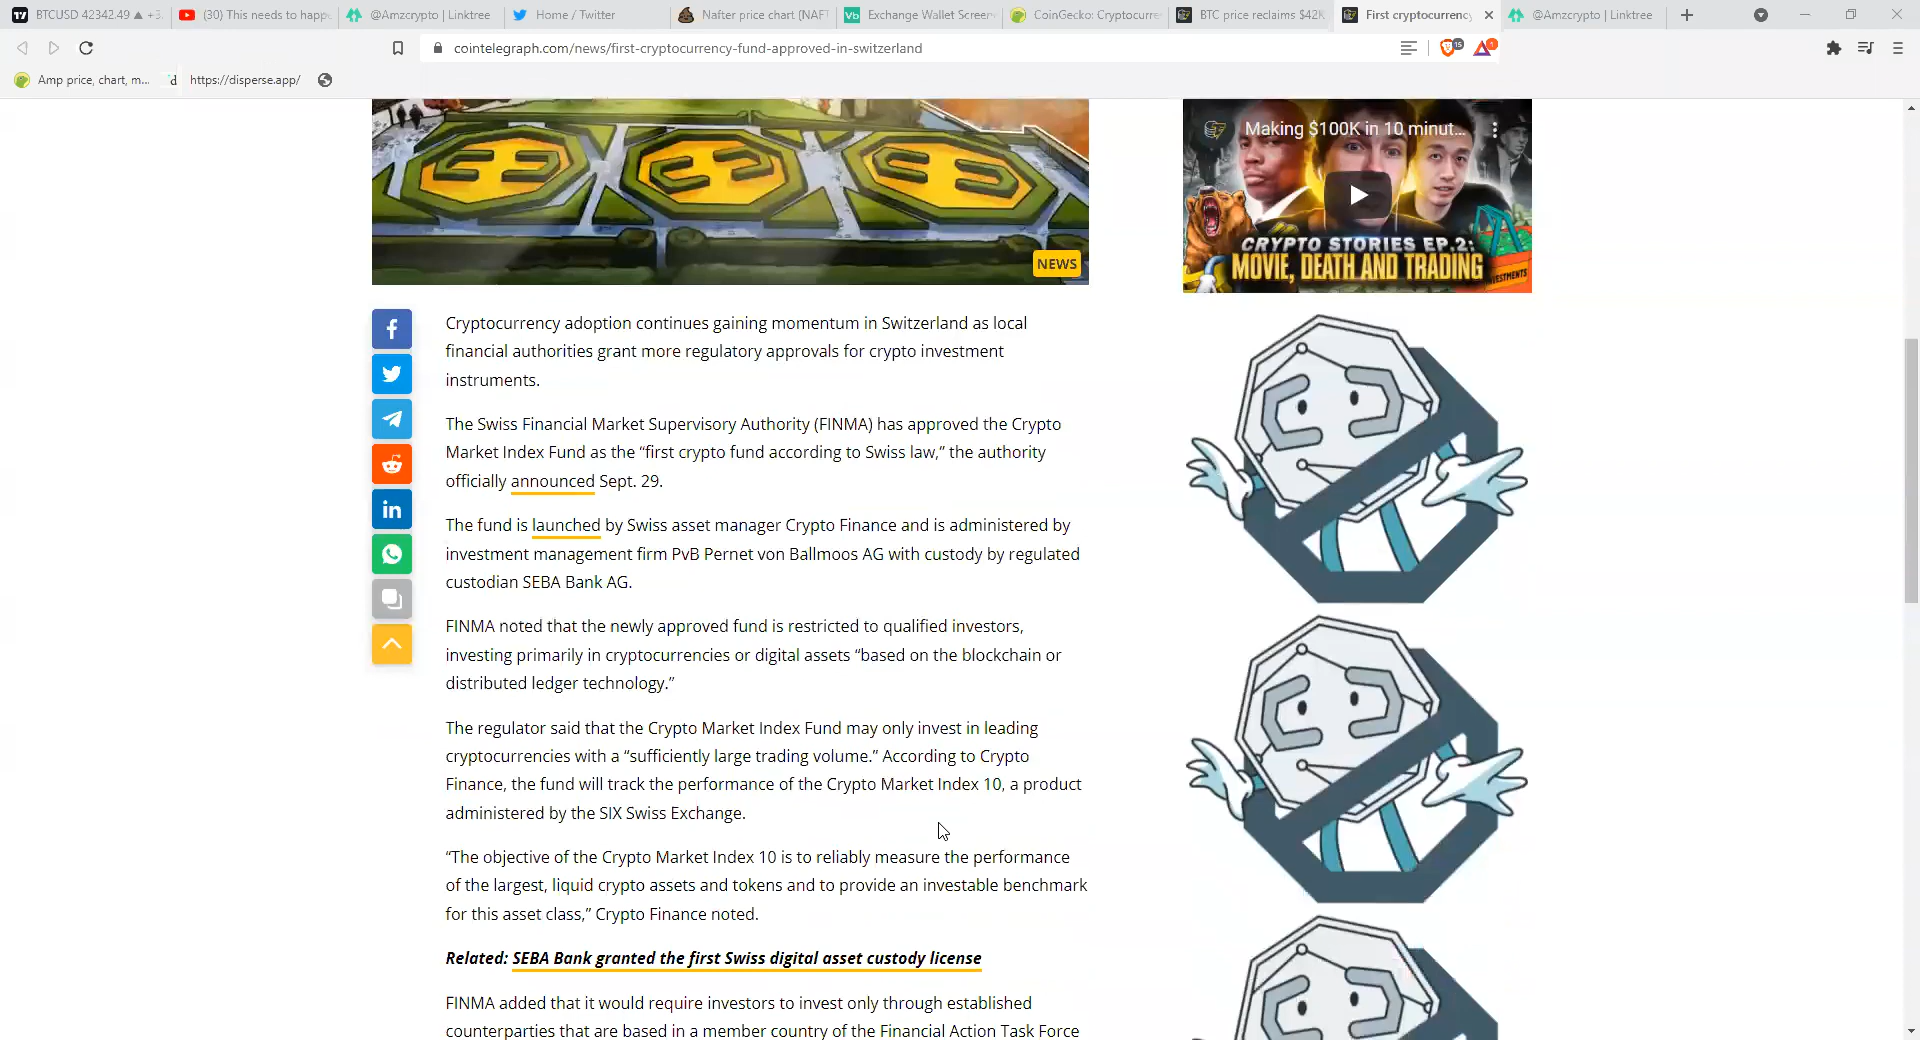 BTCUSD 42342.49 ▲ +3.
(30) This needs to happ
@Amzcrypto | Linktree
Home / Twitter
Nafter price chart (NAFT
Vb
Exchange Wallet Screen
CoinGecko: Cryptocurre
BTC price reclaims $42K
First cryptocurrency
@Amzcrypto | Linktree
cointelegraph.com/news/first-cryptocurrency-fund-approved-in-switzerland
15
1
Amp price, chart, m...
d
https://disperse.app/
NEWS
Making $100K in 10 minut...
CRYPTO STORIES EP.2:
MOVIE, DEATH AND TRADING
INVESTMENTS
Cryptocurrency adoption continues gaining momentum in Switzerland as local
financial authorities grant more regulatory approvals for crypto investment
instruments.
The Swiss Financial Market Supervisory Authority (FINMA) has approved the Crypto
Market Index Fund as the “first crypto fund according to Swiss law,” the authority
officially announced Sept. 29.
The fund is launched by Swiss asset manager Crypto Finance and is administered by
investment management firm PvB Pernet von Ballmoos AG with custody by regulated
custodian SEBA Bank AG.
FINMA noted that the newly approved fund is restricted to qualified investors,
investing primarily in cryptocurrencies or digital assets “based on the blockchain or
distributed ledger technology.”
The regulator said that the Crypto Market Index Fund may only invest in leading
cryptocurrencies with a “sufficiently large trading volume.” According to Crypto
Finance, the fund will track the performance of the Crypto Market Index 10, a product
administered by the SIX Swiss Exchange.
“The objective of the Crypto Market Index 10 is to reliably measure the performance
of the largest, liquid crypto assets and tokens and to provide an investable benchmark
for this asset class,” Crypto Finance noted.
Related: SEBA Bank granted the first Swiss digital asset custody license
FINMA added that it would require investors to invest only through established
counterparties that are based in a member country of the Financial Action Task Force